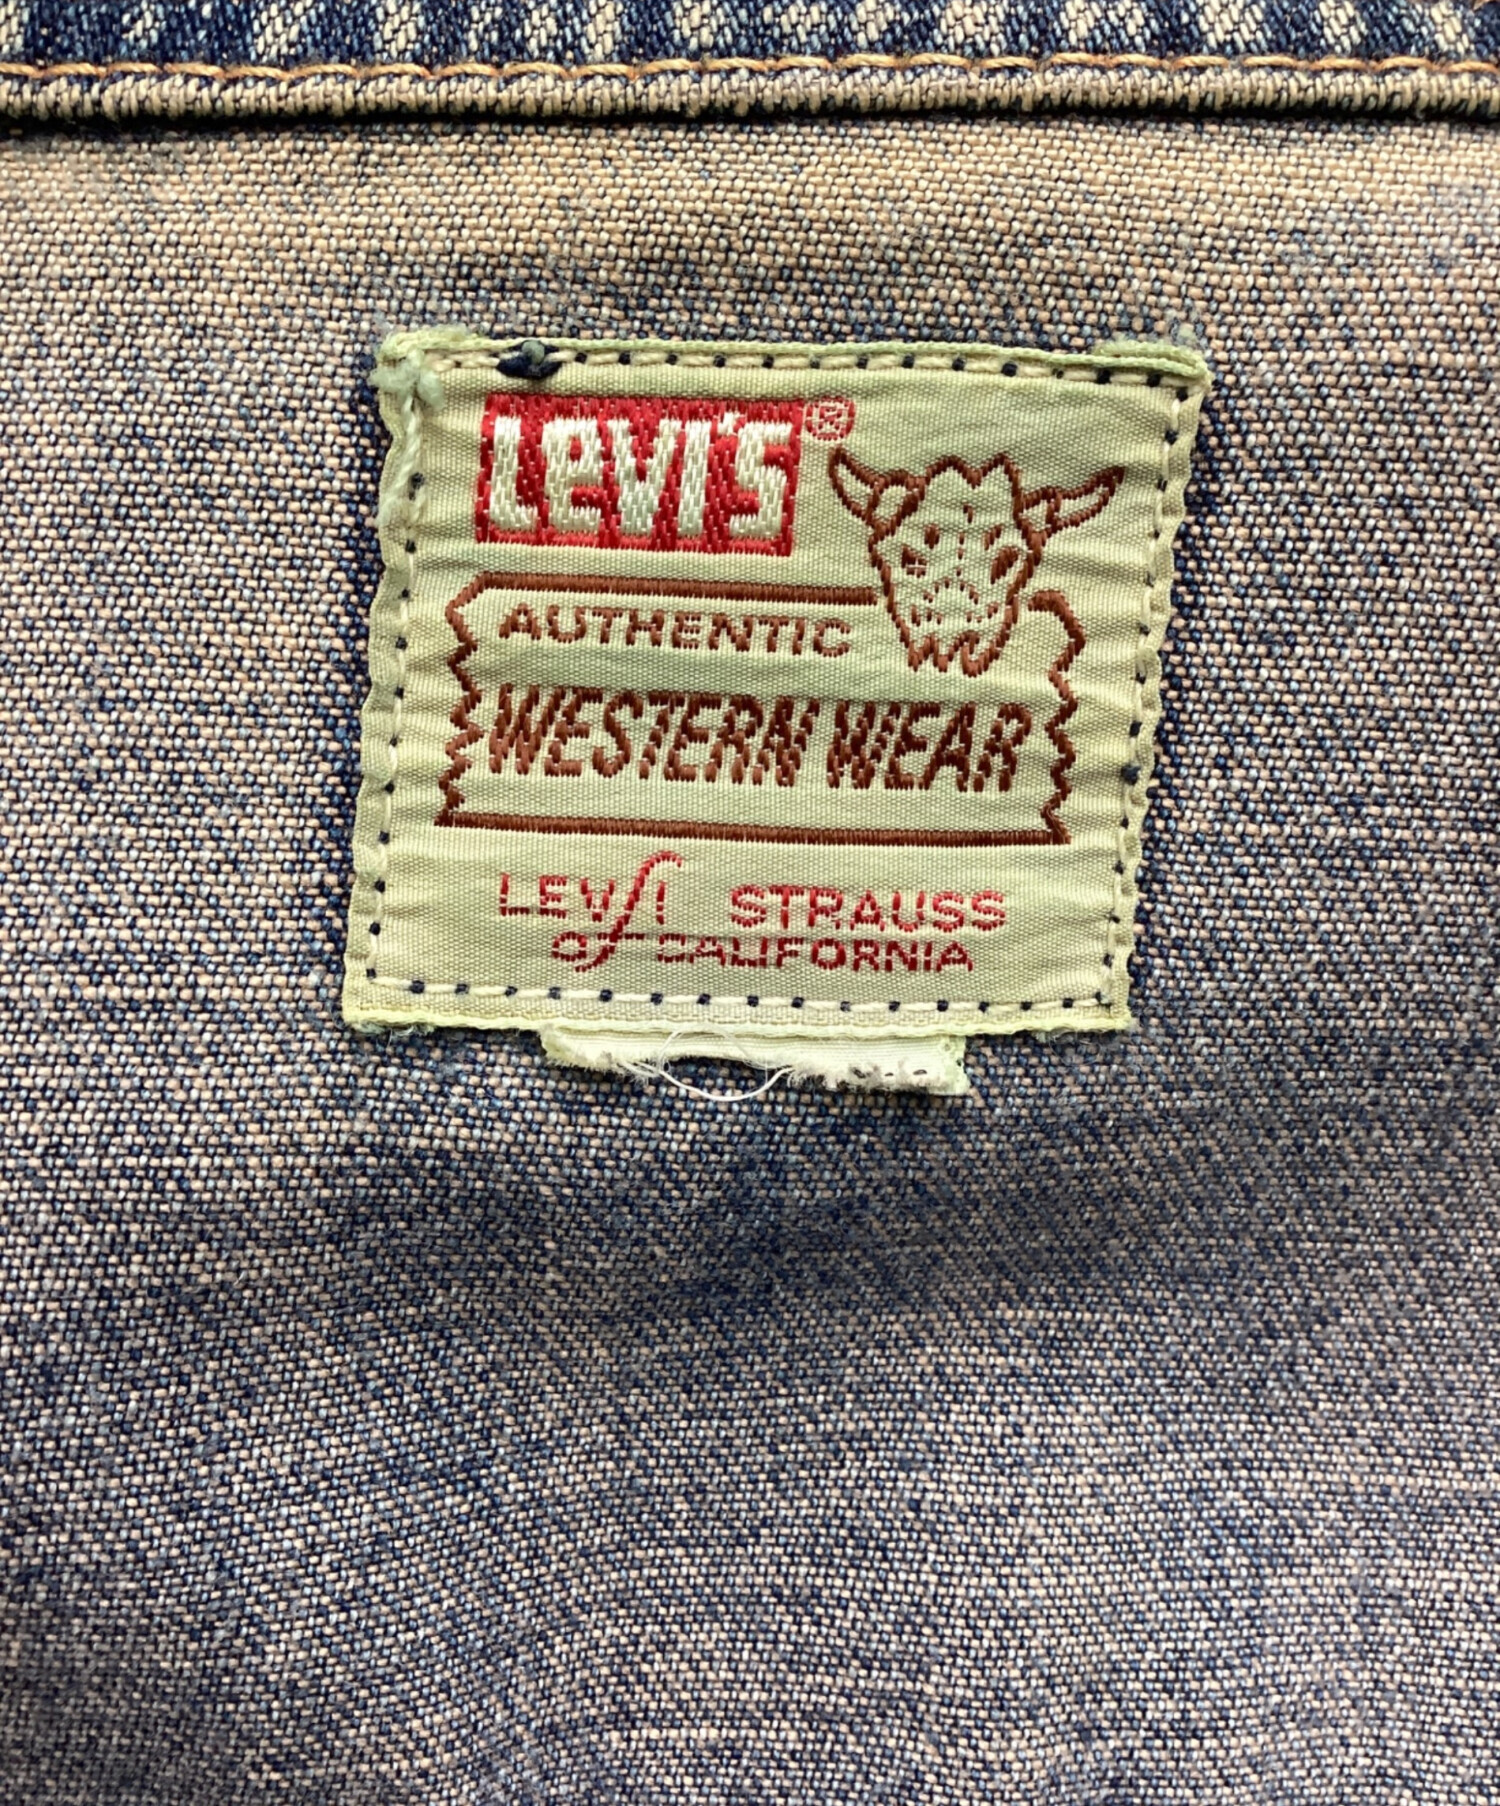 LEVI'S ®
AUTHENTIC
WESTERN WEAR
LEVI STRAUSS
OF CALIFORNIA